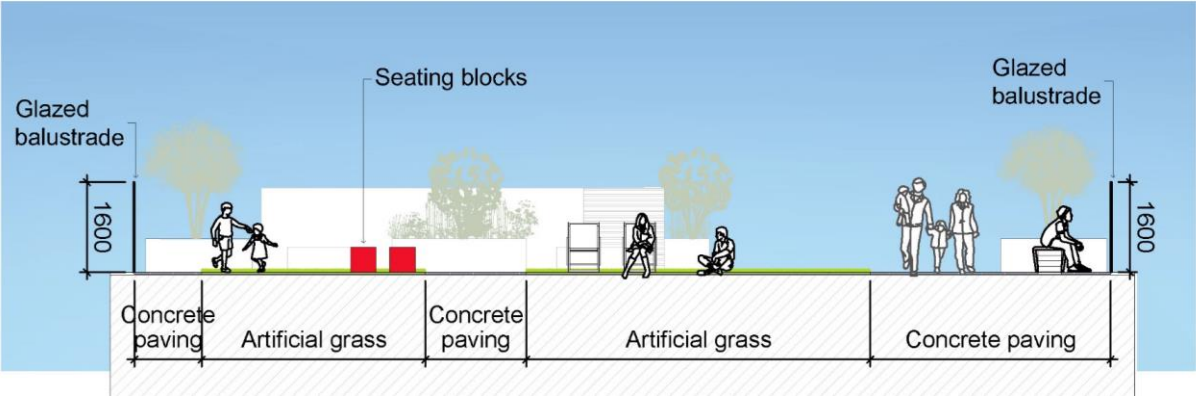 Seating blocks
Glazed
balustrade
Glazed
balustrade
1600
1600
Concrete
paving
Artificial grass
Concrete
paving
Artificial grass
Concrete paving